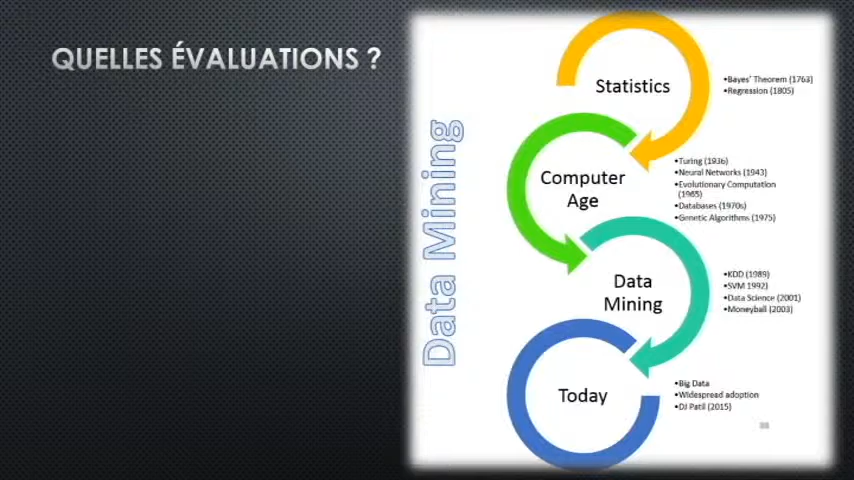 QUELLES ÉVALUATIONS ?
Data Mining
Statistics
•Bayes' Theorem (1763)
•Regression (1805)
Computer
Age
•Turing (1936)
•Neural Networks (1943)
•Evolutionary Computation
(1965)
•Databases (1970s)
•Genetic Algorithms (1975)
Data
Mining
•KDD (1989)
•SVM 1992)
•Data Science (2001)
•Moneyball (2003)
Today
•Big Data
•Widespread adoption
•DJ Patil (2015)